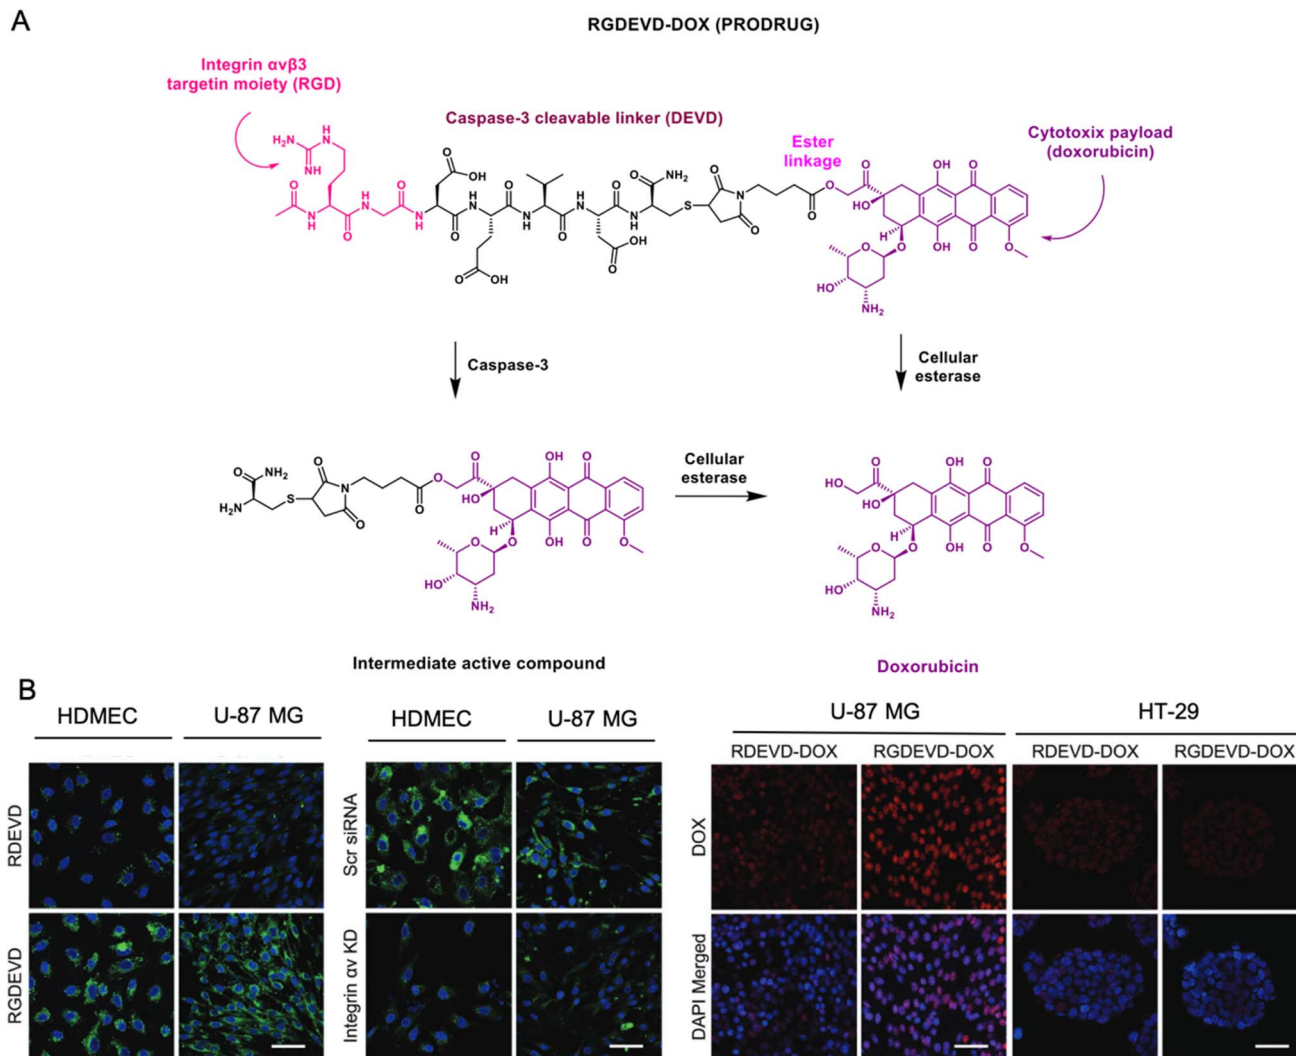 A
RGDEVD-DOX (PRODRUG)
Integrin αvβ3
targetin moiety (RGD)
Caspase-3 cleavable linker (DEVD)
Ester
linkage
Cytotoxix payload
(doxorubicin)
H
N
H2N
NH
O
OH
O
NH2
O
O
O
OH
O
O
H
N
O
H
N
O
H
N
O
H
N
O
S
N
O
O
O
HO
N
H
O
N
H
O
N
H
O
N
H
O
OH
O
H
O
OH
O
O
O
OH
O
HO
NH2
Caspase-3
Cellular
esterase
O
NH2
H2N
S
O
N
O
O
O
O
HO
OH
O
H
O
OH
O
O
O
HO
NH2
Cellular
esterase
O
HO
HO
OH
O
H
O
OH
O
O
O
HO
NH2
Intermediate active compound
Doxorubicin
B
HDMEC
U-87 MG
HDMEC
U-87 MG
U-87 MG
HT-29
RDEVD-DOX
RGDEVD-DOX
RDEVD-DOX
RGDEVD-DOX
RDEVD
Scr siRNA
DOX
RGDEVD
Integrin αv KD
DAPI Merged